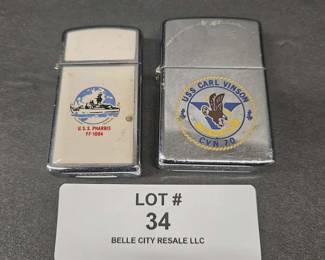 U.S.S. PHARRIS
FF-1094
USS CARL VINSON
CVN 70
LOT #
34
BELLE CITY RESALE LLC